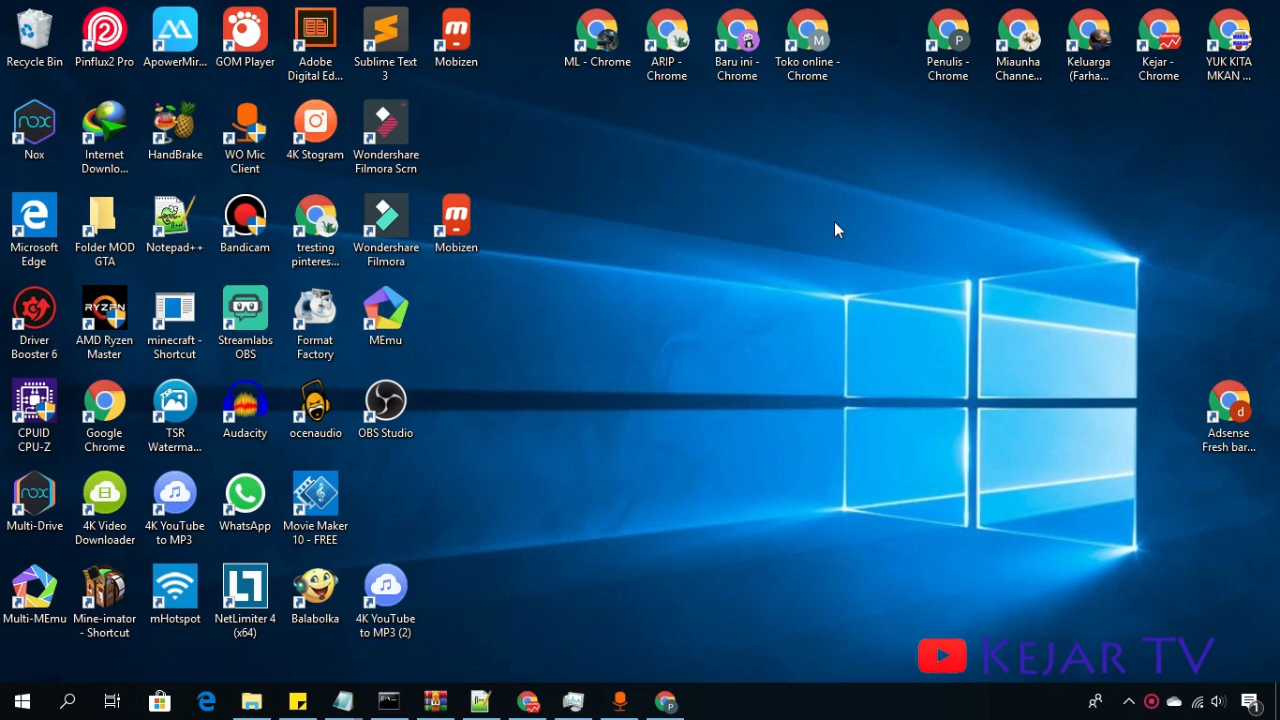 Recycle Bin
Pinflux2 Pro
ApowerMir...
GOM Player
Adobe
Digital Ed...
Sublime Text
3
Mobizen
ML - Chrome
ARIP -
Chrome
Baru ini -
Chrome
Toko online -
Chrome
Penulis -
Chrome
Miaunha
Channe...
Keluarga
(Farha...
Kejar -
Chrome
YUK KITA
MKAN ...
Nox
Internet
Downlo...
HandBrake
WO Mic
Client
4K Stogram
Wondershare
Filmora Scrn
Microsoft
Edge
Folder MOD
GTA
Notepad++
Bandicam
tresting
pinteres...
Wondershare
Filmora
Mobizen
Driver
Booster 6
RYZEN
AMD Ryzen
Master
minecraft -
Shortcut
Streamlabs
OBS
Format
Factory
MEmu
CPUID
CPU-Z
Google
Chrome
TSR
Waterma...
Audacity
ocenaudio
OBS Studio
Adsense
Fresh bar...
Multi-Drive
4K Video
Downloader
4K YouTube
to MP3
WhatsApp
Movie Maker
10 - FREE
Multi-MEmu
Mine-imator
- Shortcut
mHotspot
NetLimiter 4
(x64)
Balabolka
4K YouTube
to MP3 (2)
KEJAR TV